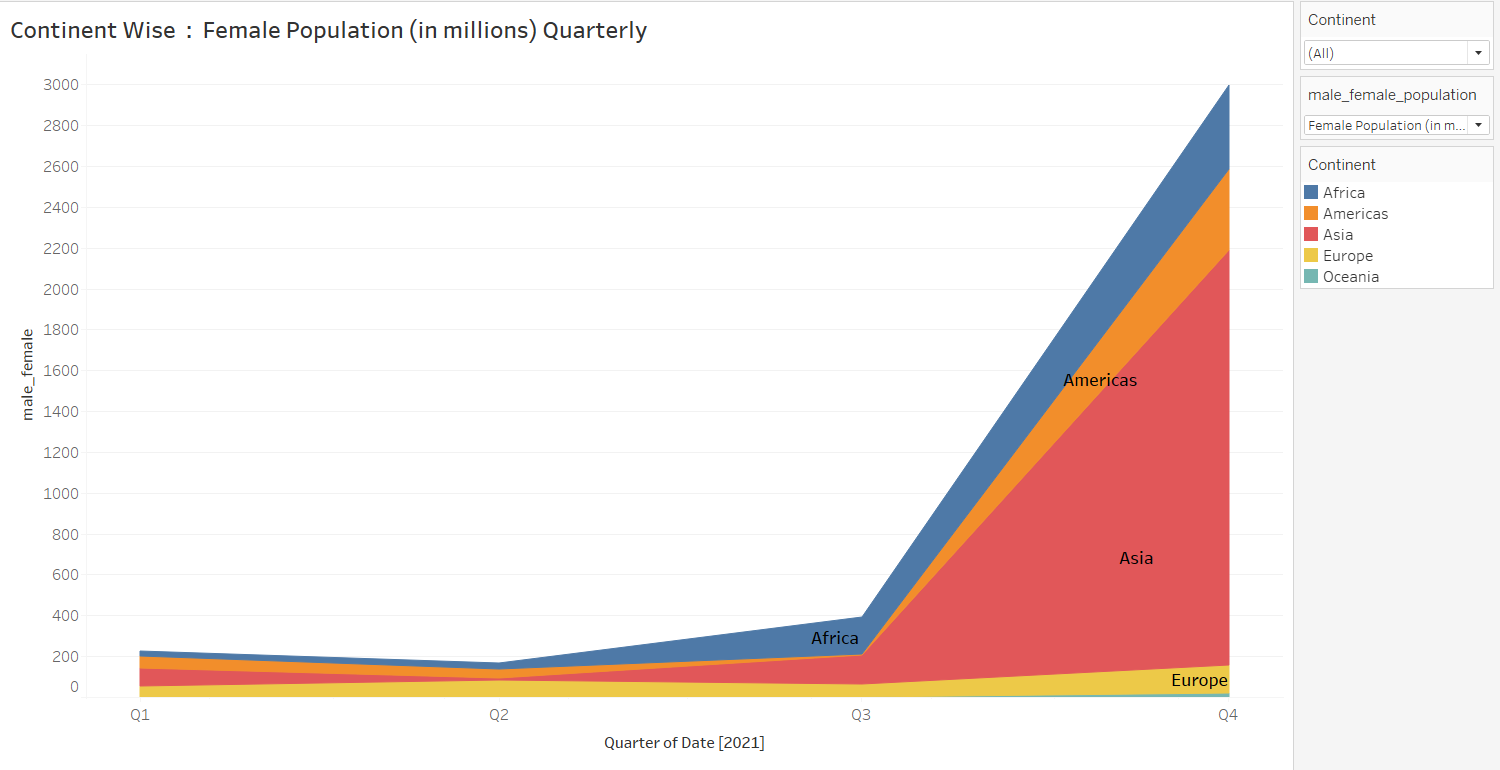 Continent Wise : Female Population (in millions) Quarterly
3000
2800
2600
2400
2200
2000
1800
1600
1400
1200
1000
800
600
400
200
0
male_female
Americas
Asia
Africa
Europe
Q1 Q2 Q3 Q4
Quarter of Date [2021]
Continent
(All)
male_female_population
Female Population (in m...
Continent
Africa
Americas
Asia
Europe
Oceania